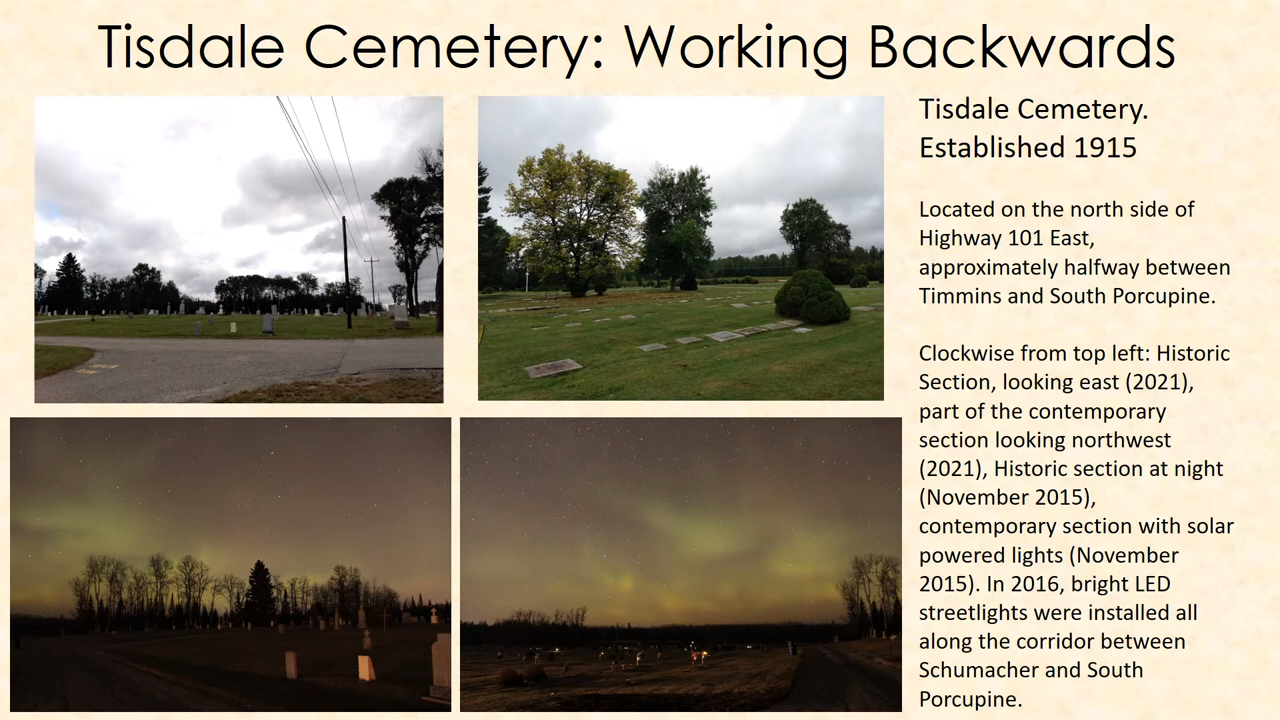 Tisdale Cemetery: Working Backwards
Tisdale Cemetery.
Established 1915
Located on the north side of
Highway 101 East,
approximately halfway between
Timmins and South Porcupine.
Clockwise from top left: Historic
Section, looking east (2021),
part of the contemporary
section looking northwest
(2021), Historic section at night
(November 2015),
contemporary section with solar
powered lights (November
2015). In 2016, bright LED
streetlights were installed all
along the corridor between
Schumacher and South
Porcupine.